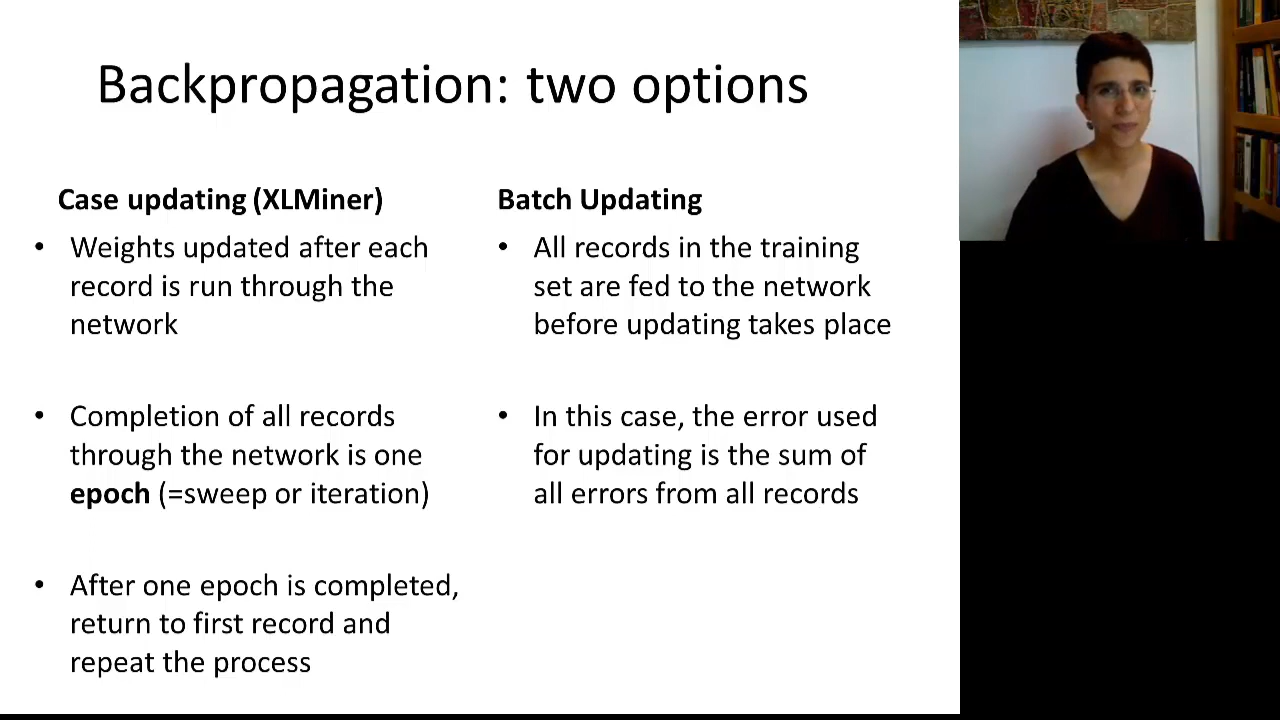 Backpropagation: two options
Case updating (XLMiner)
• Weights updated after each
record is run through the
network
• Completion of all records
through the network is one
epoch (=sweep or iteration)
• After one epoch is completed,
return to first record and
repeat the process
Batch Updating
• All records in the training
set are fed to the network
before updating takes place
• In this case, the error used
for updating is the sum of
all errors from all records